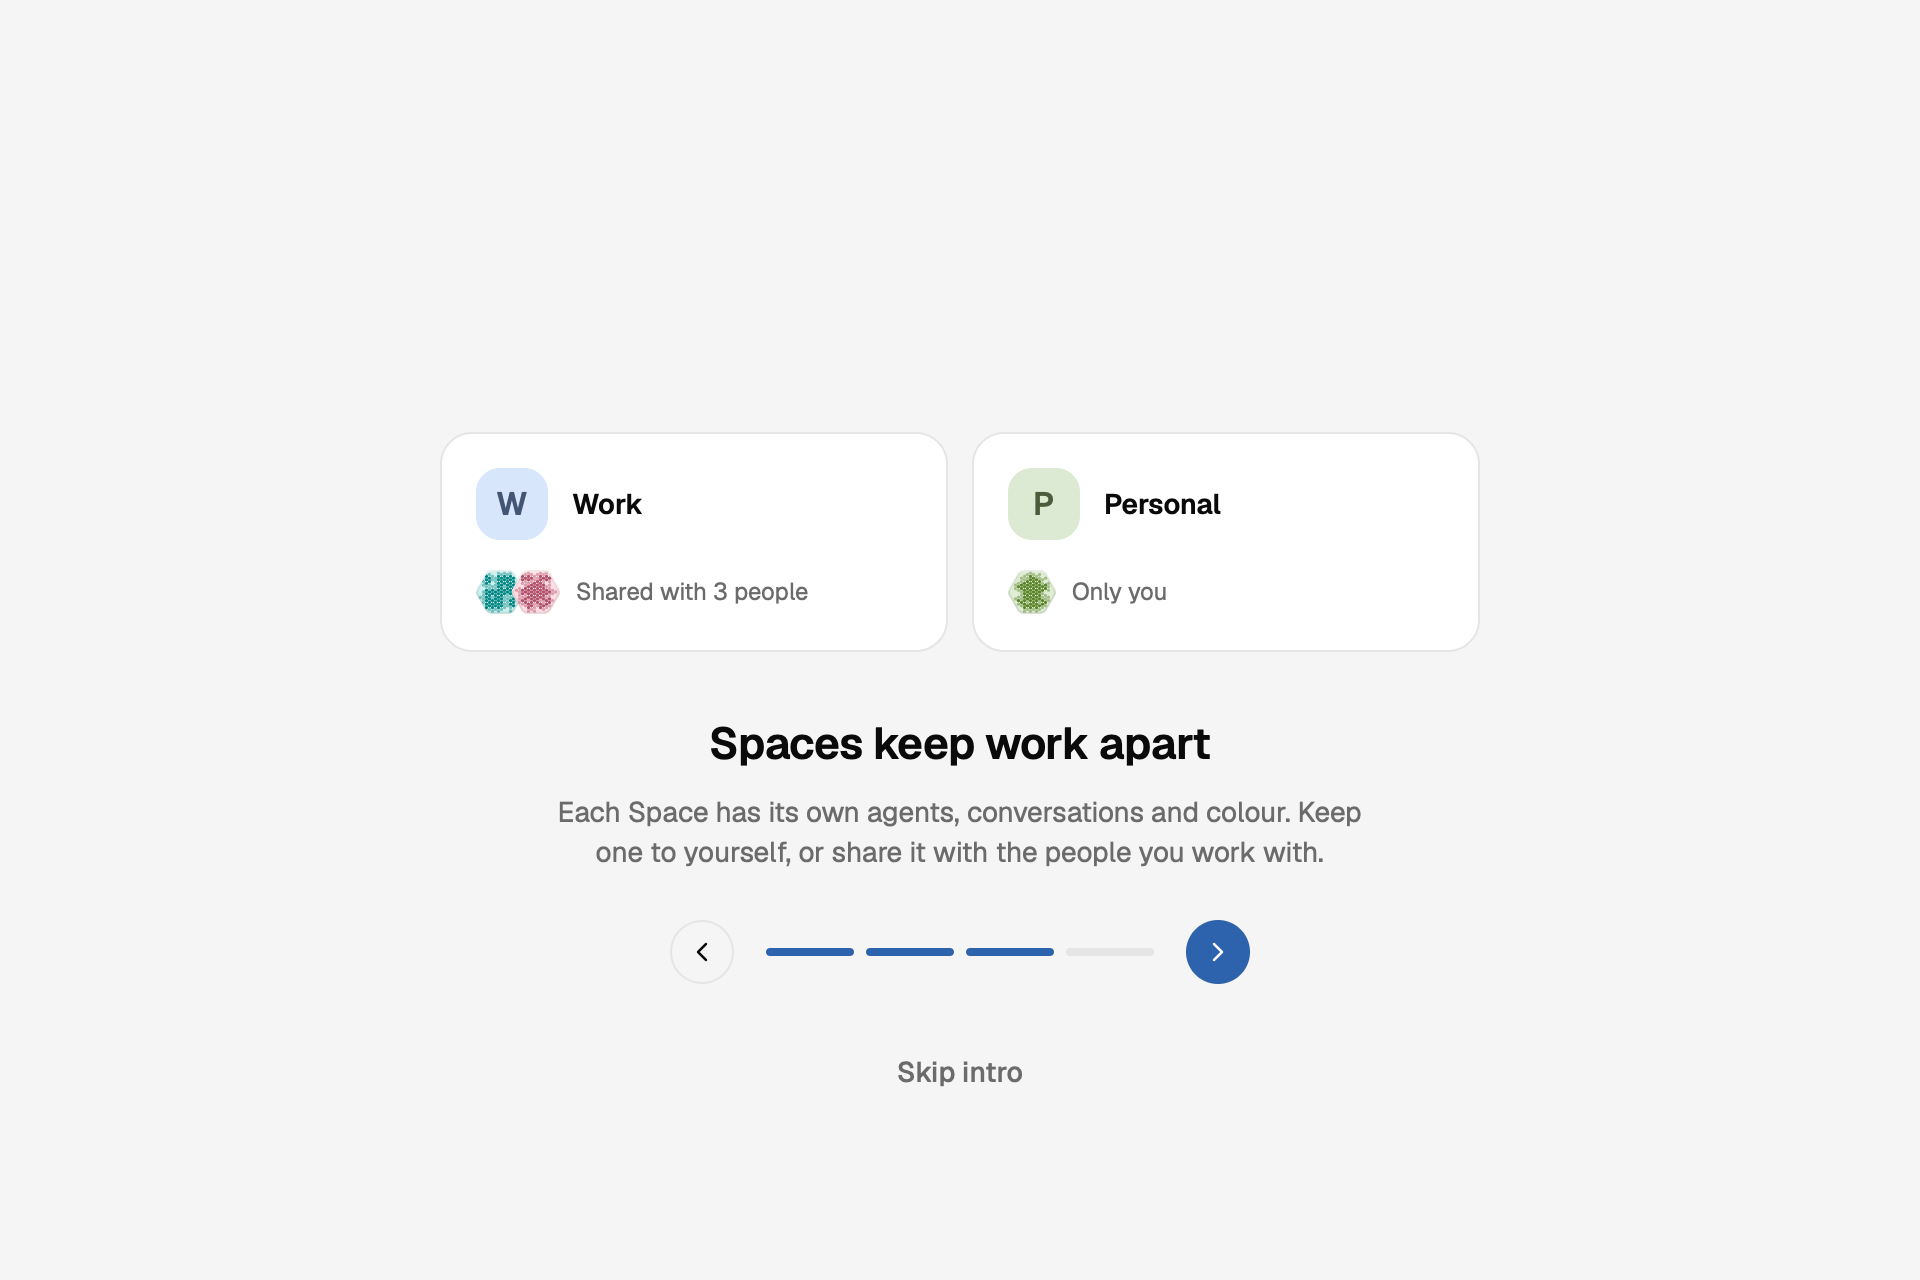 W Work
Shared with 3 people
P Personal
Only you
Spaces keep work apart
Each Space has its own agents, conversations and colour. Keep
one to yourself, or share it with the people you work with.
Skip intro